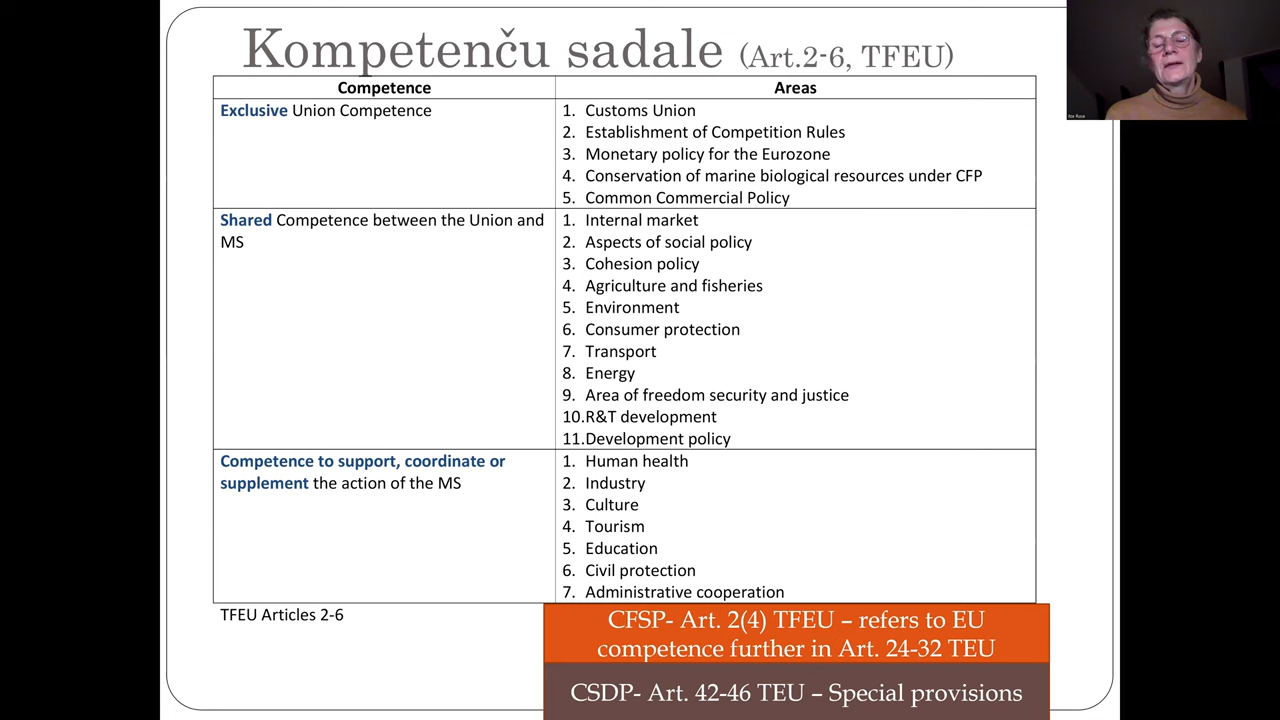 Kompetenču sadale (Art.2-6, TFEU)
Competence
Areas
Exclusive Union Competence
1. Customs Union
2. Establishment of Competition Rules
3. Monetary policy for the Eurozone
4. Conservation of marine biological resources under CFP
5. Common Commercial Policy
Shared Competence between the Union and
MS
1. Internal market
2. Aspects of social policy
3. Cohesion policy
4. Agriculture and fisheries
5. Environment
6. Consumer protection
7. Transport
8. Energy
9. Area of freedom security and justice
10.R&T development
11.Development policy
Competence to support, coordinate or
supplement the action of the MS
1. Human health
2. Industry
3. Culture
4. Tourism
5. Education
6. Civil protection
7. Administrative cooperation
TFEU Articles 2-6
CFSP- Art. 2(4) TFEU – refers to EU
competence further in Art. 24-32 TEU
CSDP- Art. 42-46 TEU – Special provisions